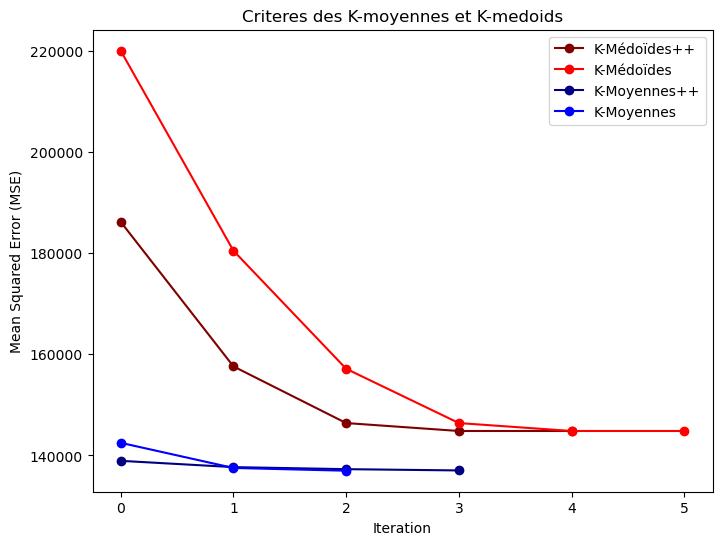 Criteres des K-moyennes et K-medoids
K-Médoïdes++
K-Médoïdes
K-Moyennes++
K-Moyennes
Mean Squared Error (MSE)
220000
200000
180000
160000
140000
0 1 2 3 4 5
Iteration